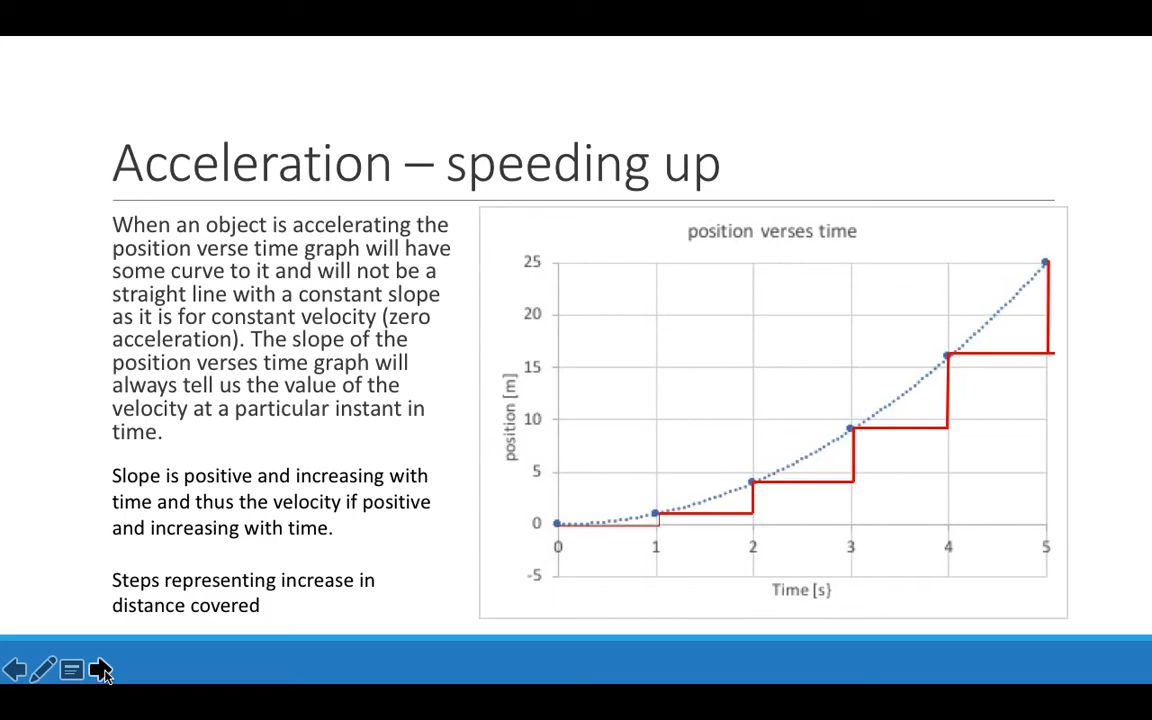 Acceleration – speeding up
When an object is accelerating the
position verse time graph will have
some curve to it and will not be a
straight line with a constant slope
as it is for constant velocity (zero
acceleration). The slope of the
position verses time graph will
always tell us the value of the
velocity at a particular instant in
time.
Slope is positive and increasing with
time and thus the velocity if positive
and increasing with time.
Steps representing increase in
distance covered
position verses time
position [m]
25
20
15
10
5
0
-5
0 1 2 3 4 5
Time [s}